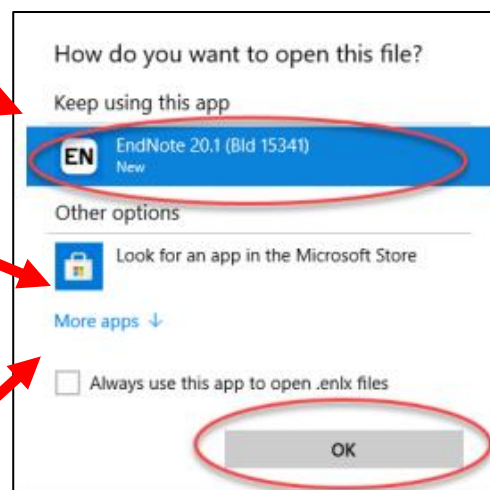 How do you want to open this file?
Keep using this app
EN
EndNote 20.1 (Bld 15341)
New
Other options
Look for an app in the Microsoft Store
More apps ↓
Always use this app to open .enlx files
OK